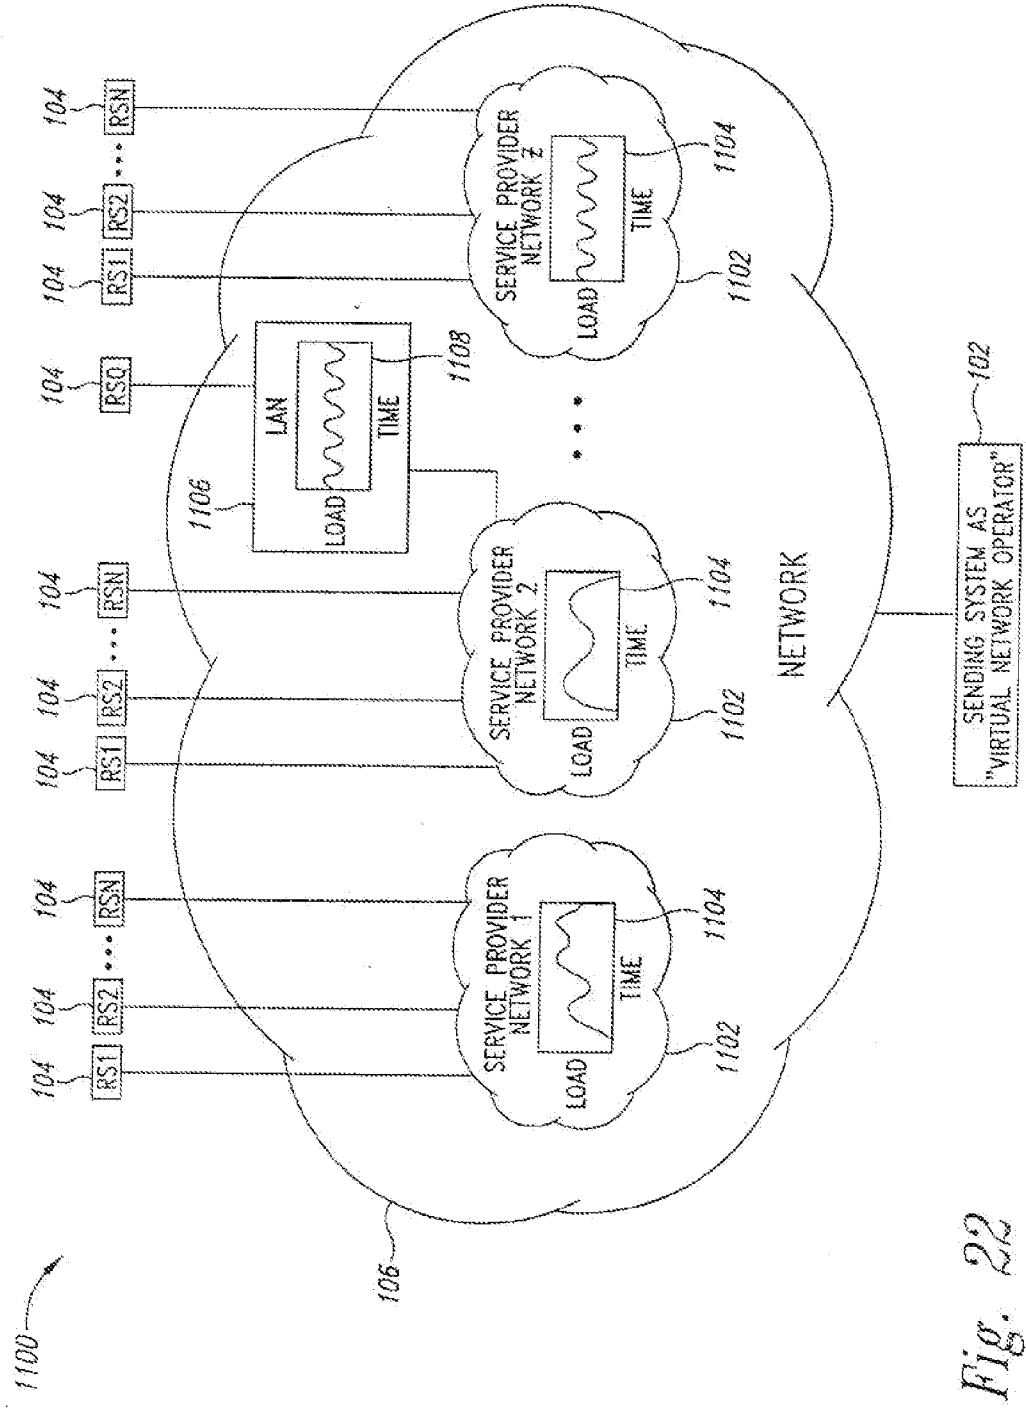 1100
104 104 104 104 104 104 104 104 104 104
RS1 RS2 ••• RSN RS1 RS2 ••• RSN RSQ RS1 RS2 ••• RSN
106
1106
LAN
LOAD
TIME
1108
SERVICE PROVIDER
NETWORK 1
LOAD
TIME
1104
1102
SERVICE PROVIDER
NETWORK 2
LOAD
TIME
1104
1102
•••
SERVICE PROVIDER
NETWORK Z
LOAD
TIME
1104
1102
NETWORK
SENDING SYSTEM AS
"VIRTUAL NETWORK OPERATOR"
102
Fig. 22